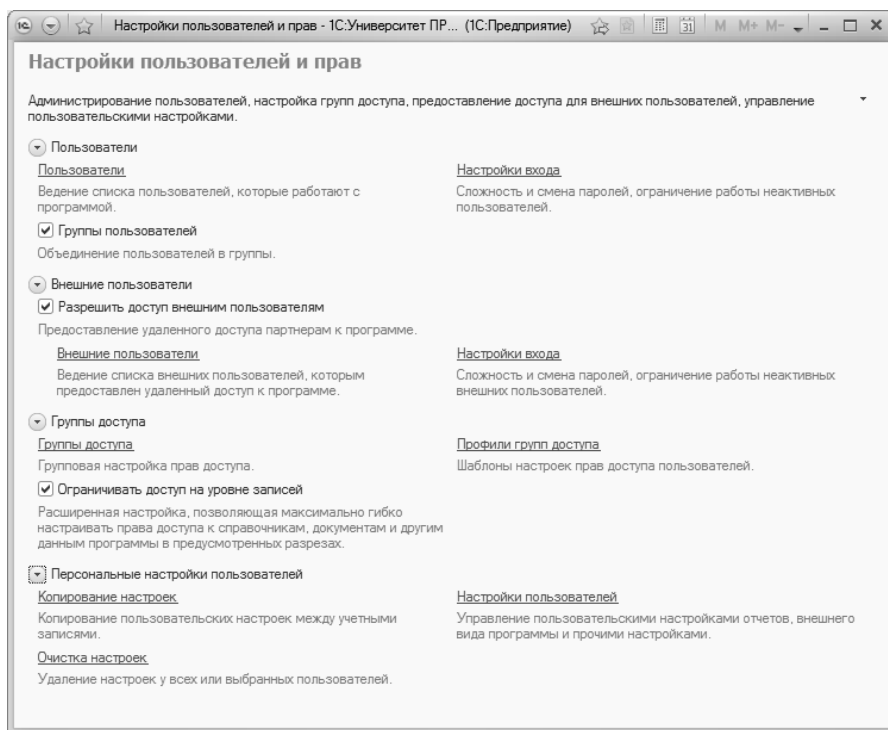 1С Настройки пользователей и прав - 1С:Университет ПР... (1С:Предприятие) 31 M M+ M-
Настройки пользователей и прав
Администрирование пользователей, настройка групп доступа, предоставление доступа для внешних пользователей, управление
пользовательскими настройками.
Пользователи
Пользователи
Ведение списка пользователей, которые работают с
программой.
Настройки входа
Сложность и смена паролей, ограничение работы неактивных
пользователей.
Группы пользователей
Объединение пользователей в группы.
Внешние пользователи
Разрешить доступ внешним пользователям
Предоставление удаленного доступа партнерам к программе.
Внешние пользователи
Ведение списка внешних пользователей, которым
предоставлен удаленный доступ к программе.
Настройки входа
Сложность и смена паролей, ограничение работы неактивных
внешних пользователей.
Группы доступа
Группы доступа
Групповая настройка прав доступа.
Профили групп доступа
Шаблоны настроек прав доступа пользователей.
Ограничивать доступ на уровне записей
Расширенная настройка, позволяющая максимально гибко
настраивать права доступа к справочникам, документам и другим
данным программы в предусмотренных разрезах.
Персональные настройки пользователей
Копирование настроек
Копирование пользовательских настроек между учетными
записями.
Настройки пользователей
Управление пользовательскими настройками отчетов, внешнего
вида программы и прочими настройками.
Очистка настроек
Удаление настроек у всех или выбранных пользователей.